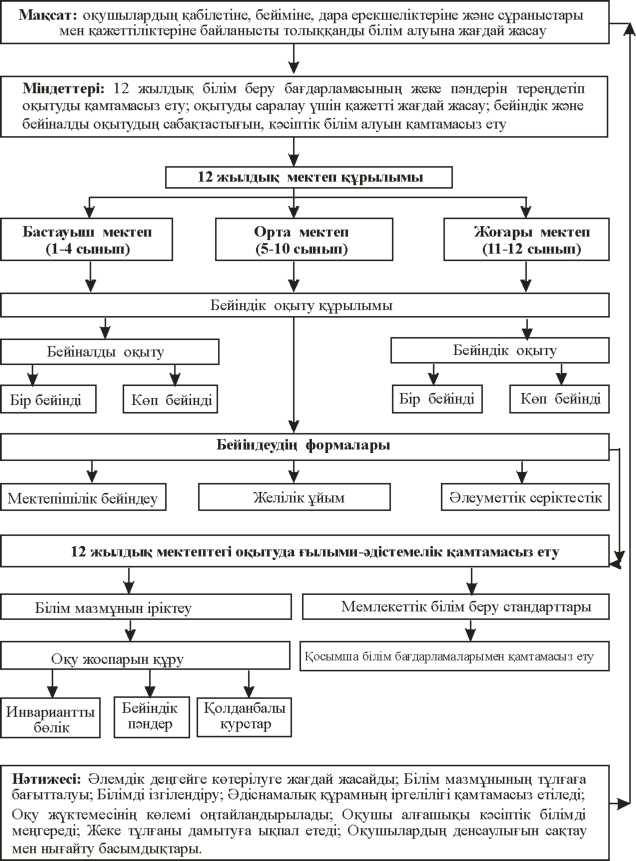 Мақсат: оқушылардың қабілетіне, бейіміне, дара ерекшеліктеріне және сұраныстары
мен қажеттіліктеріне байланысты толыққанды білім алуына жағдай жасау
Міндеттері: 12 жылдық білім беру бағдарламасының жеке пәндерін тереңдетіп
оқытуды қамтамасыз ету; оқытуды саралау үшін қажетті жағдай жасау; бейіндік және
бейіналды оқытудың сабақтастығын, кәсіптік білім алуын қамтамасыз ету
12 жылдық мектеп құрылымы
Бастауыш мектеп
(1-4 сынып)
Орта мектеп
(5-10 сынып)
Жоғары мектеп
(11-12 сынып)
Бейіндік оқыту құрылымы
Бейіналды оқыту
Бейіндік оқыту
Бір бейінді
Көп бейінді
Бір бейінді
Көп бейінді
Бейіндеудің формалары
Мектепішілік бейіндеу
Желілік ұйым
Әлеуметтік серіктестік
12 жылдық мектептегі оқытуда ғылыми-әдістемелік қамтамасыз ету
Білім мазмұнын іріктеу
Мемлекеттік білім беру стандарттары
Оқу жоспарын құру
Қосымша білім бағдарламаларымен қамтамасыз ету
Инвариантты
бөлік
Бейіндік
пәндер
Қолданбалы
курстар
Нәтижесі: Әлемдік деңгейге көтерілуге жағдай жасайды; Білім мазмұнының тұлғаға
бағытталуы; Білімді ізгілендіру; Әдіснамалық құрамның іргелілігі қамтамасыз етіледі;
Оқу жүктемесінің көлемі оңтайландырылады; Оқушы алғашқы кәсіптік білімді
меңгереді; Жеке тұлғаны дамытуға ықпал етеді; Оқушылардың денсаулығын сақтау
мен нығайту басымдықтары.